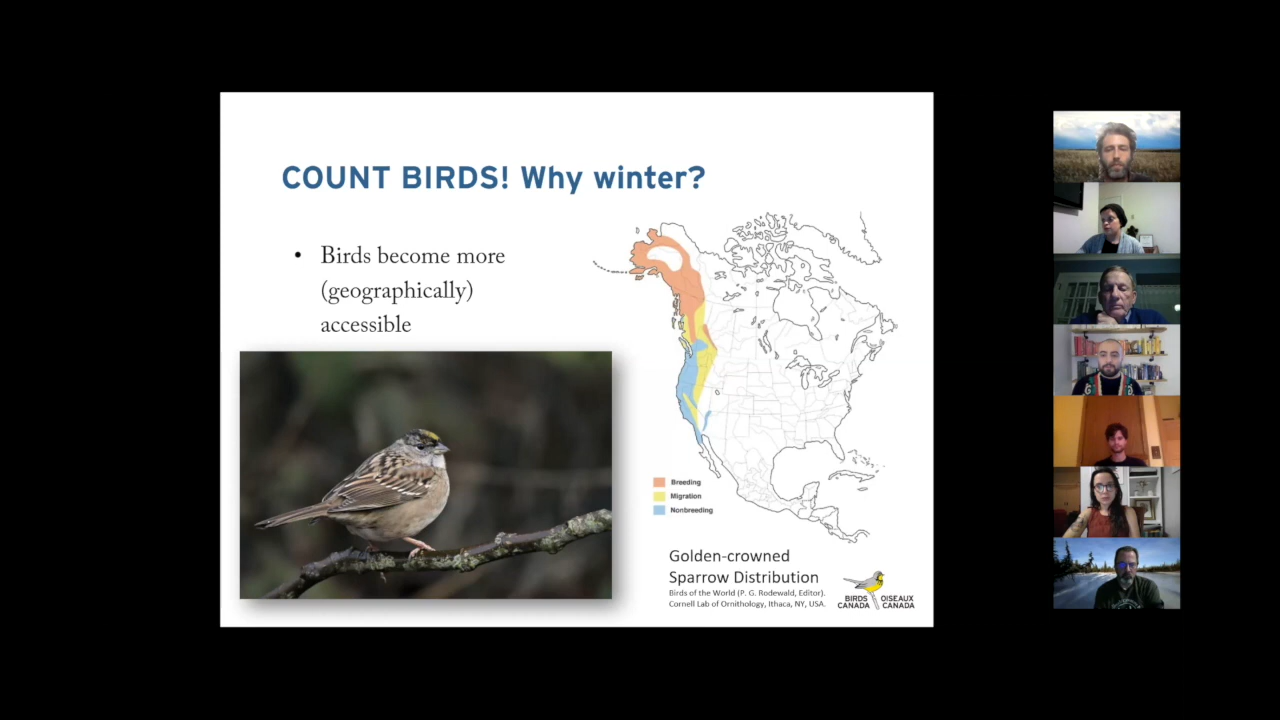 COUNT BIRDS! Why winter?
• Birds become more
(geographically)
accessible
Breeding
Migration
Nonbreeding
Golden-crowned
Sparrow Distribution
Birds of the World (P. G. Rodewald, Editor).
Cornell Lab of Ornithology, Ithaca, NY, USA.
BIRDS OISEAUX
CANADA CANADA